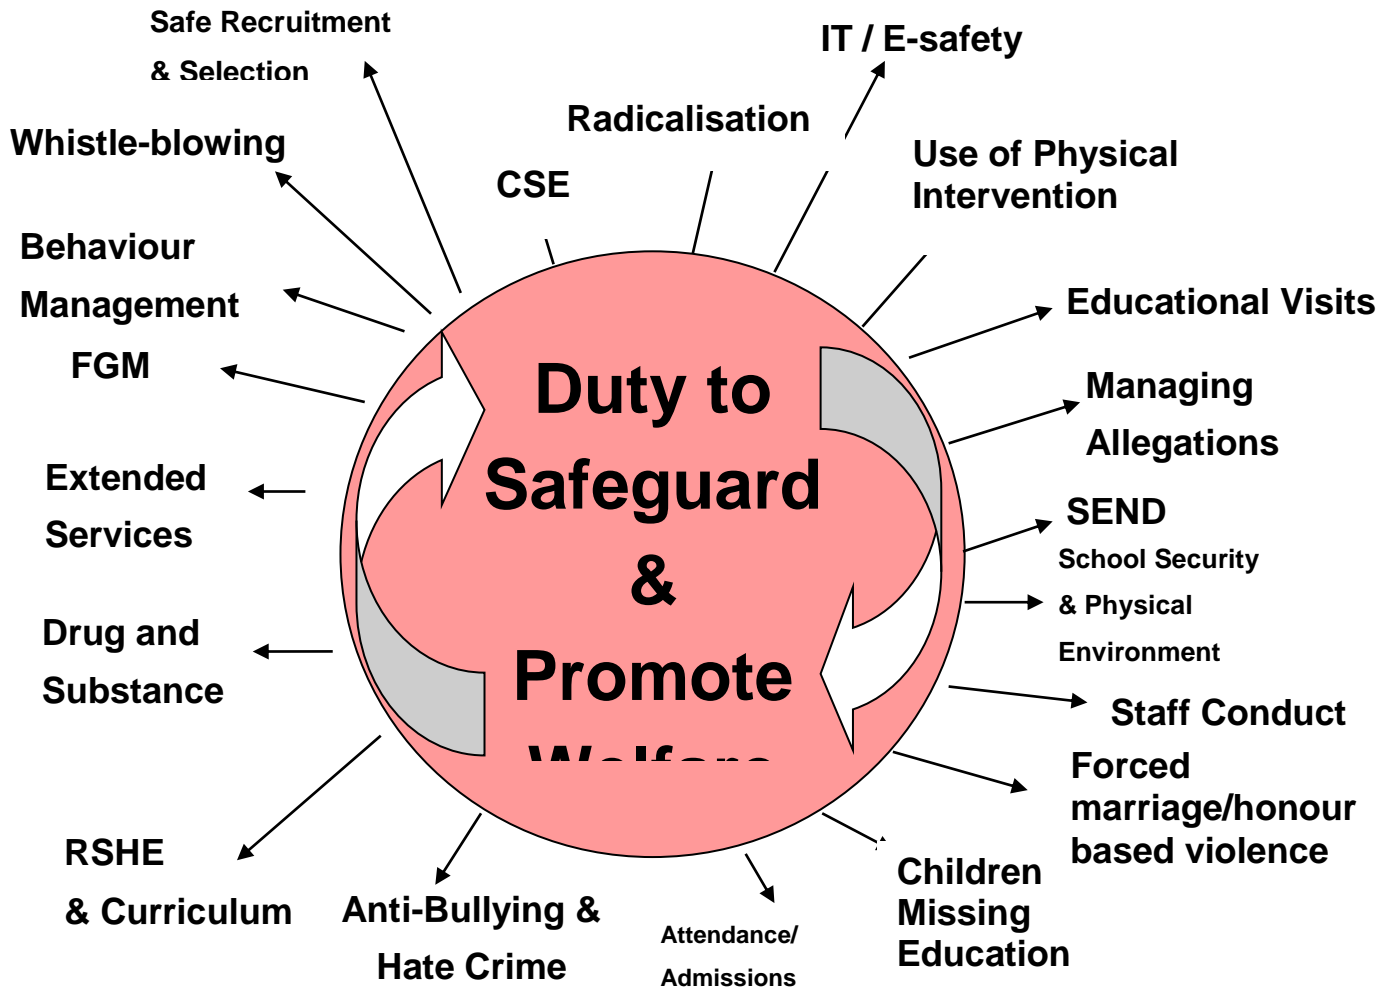 Safe Recruitment
& Selection
IT / E-safety
Radicalisation
Whistle-blowing
Use of Physical
Intervention
CSE
Behaviour
Management
Educational Visits
FGM
Managing
Allegations
Duty to
Safeguard
&
Promote
Welfare
Extended
Services
SEND
School Security
& Physical
Environment
Drug and
Substance
Staff Conduct
Forced
marriage/honour
based violence
RSHE
& Curriculum
Anti-Bullying &
Hate Crime
Attendance/
Admissions
Children
Missing
Education